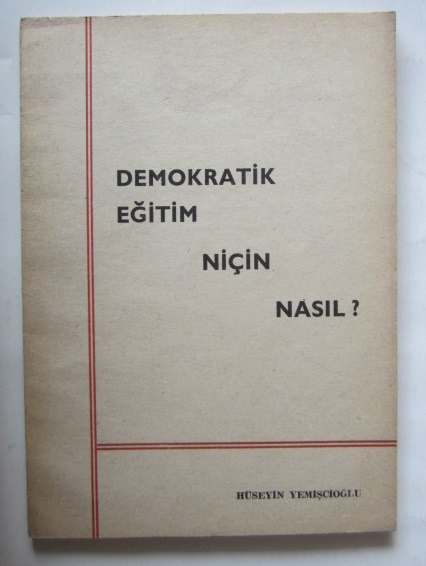 DEMOKRATİK
EĞİTİM
NİÇİN
NASIL ?
HÜSEYİN YEMİŞCİOĞLU